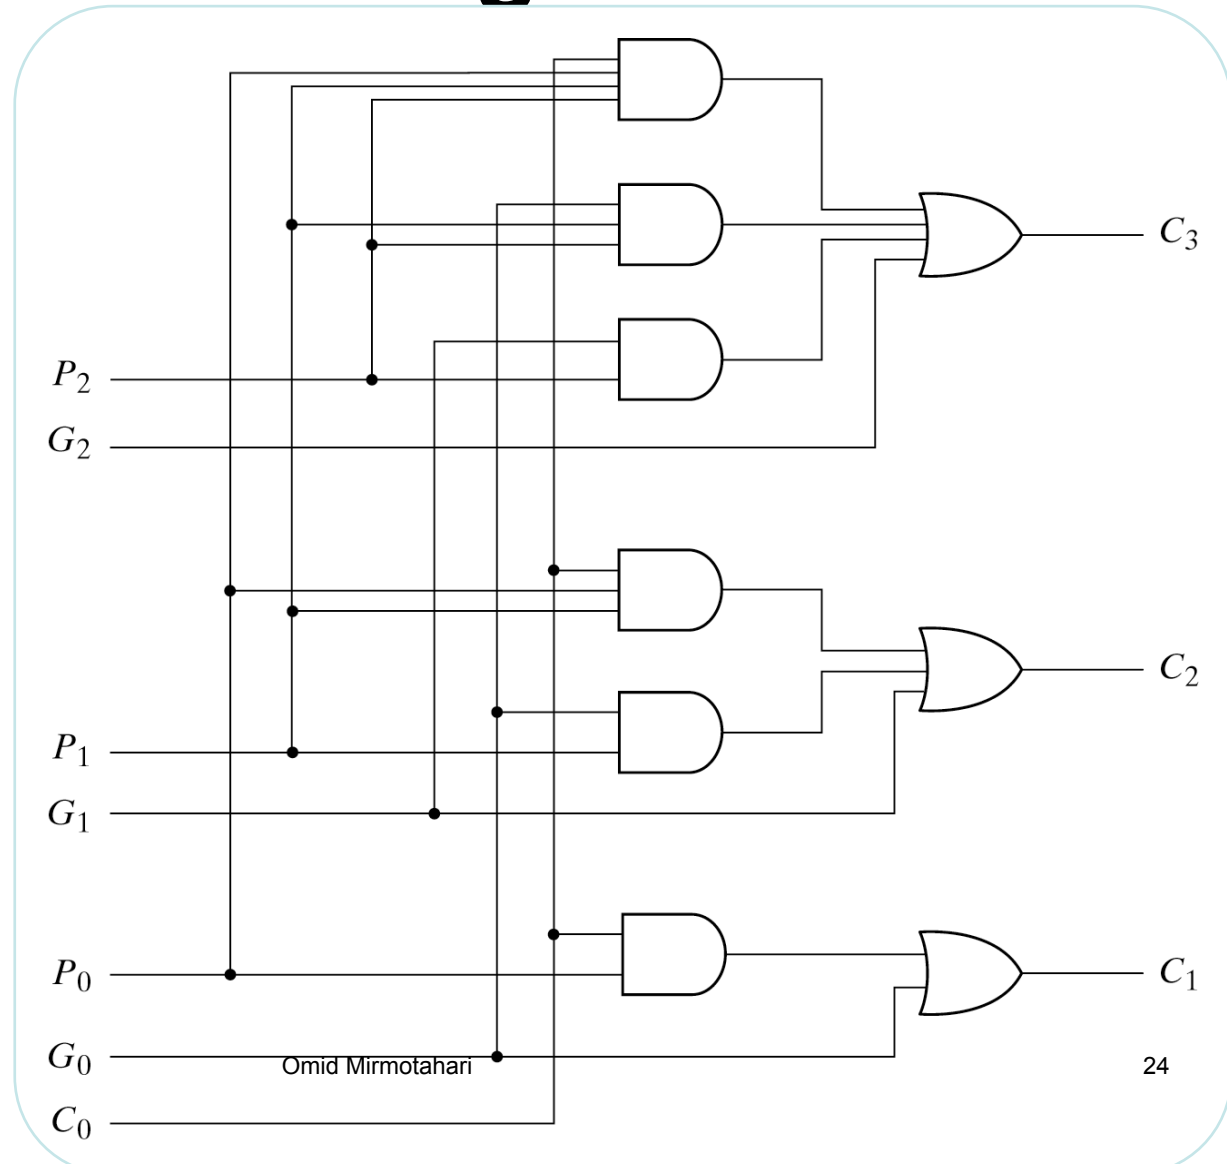 C₃
P₂
G₂
C₂
P₁
G₁
P₀
C₁
G₀
Omid Mirmotahari
24
C₀